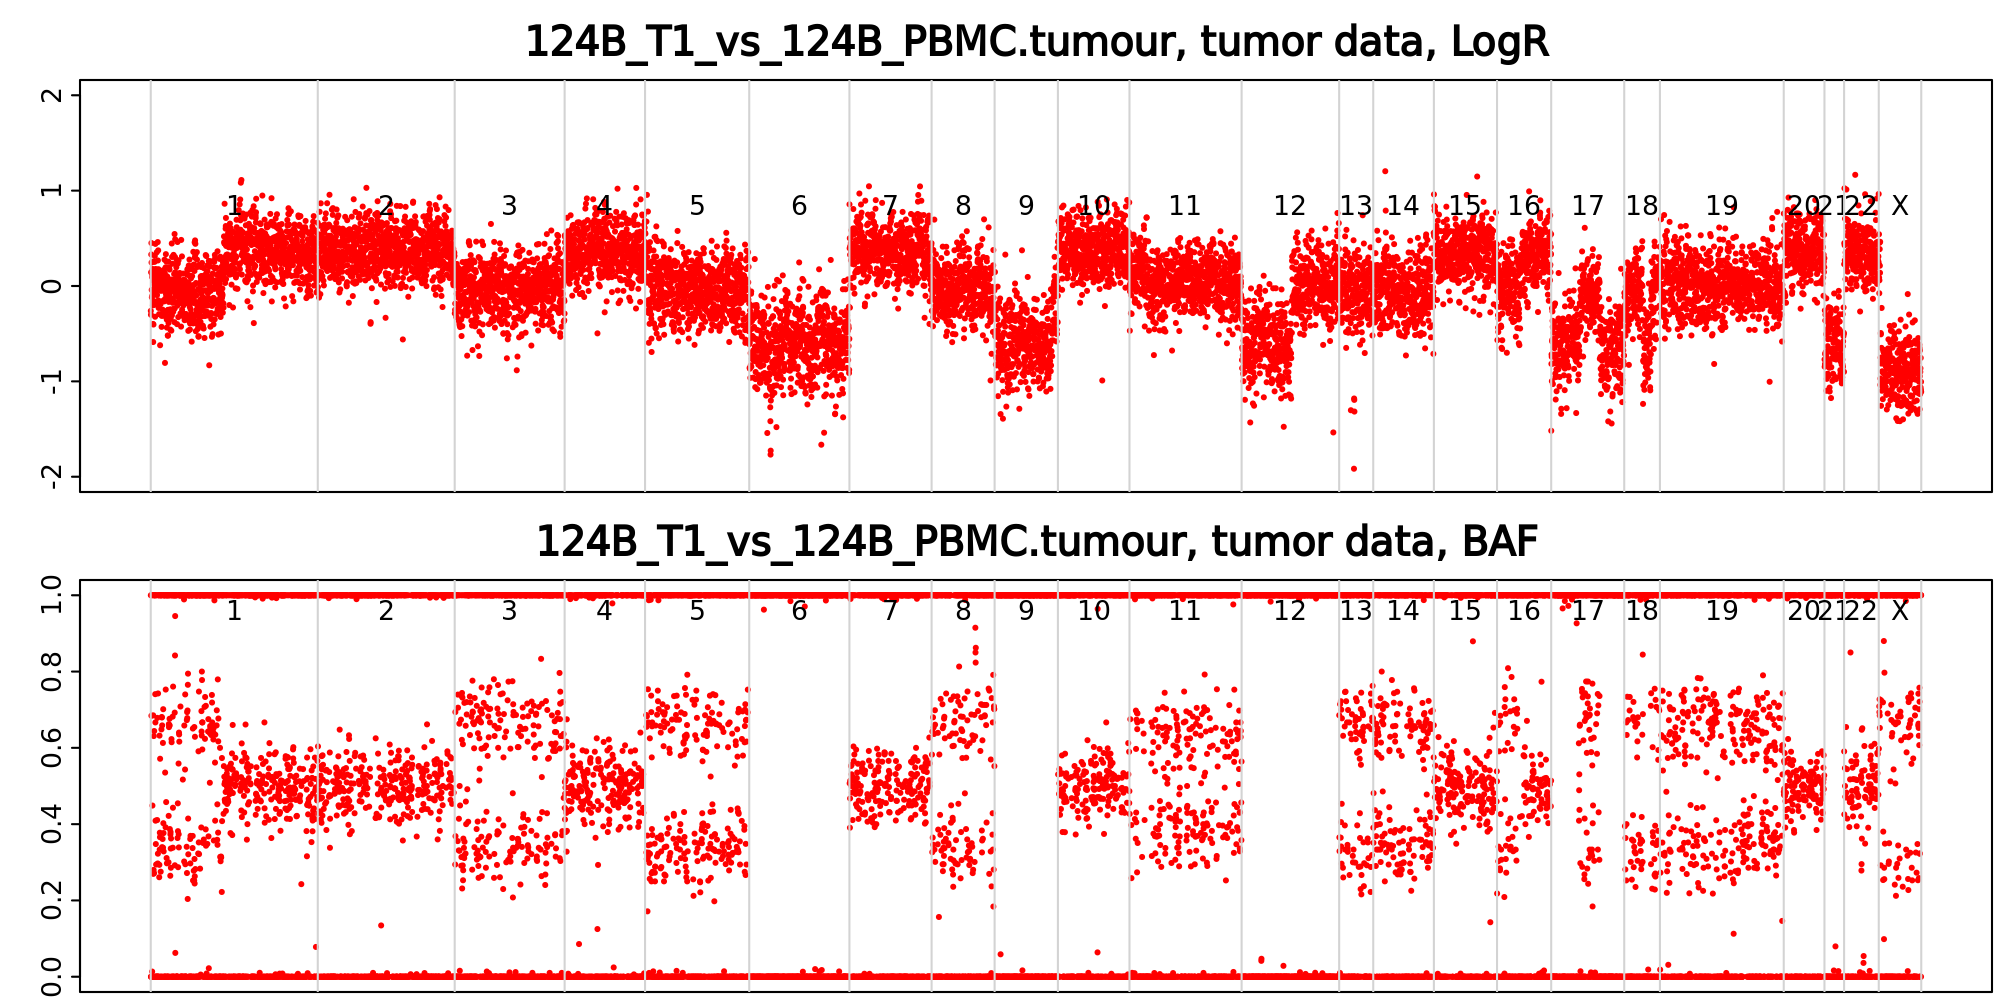 124B_T1_vs_124B_PBMC.tumour, tumor data, LogR
2
1
0
-1
-2
1 2 3 4 5 6 7 8 9 10 11 12 13 14 15 16 17 18 19 20 21 22 X
124B_T1_vs_124B_PBMC.tumour, tumor data, BAF
1.0
0.8
0.6
0.4
0.2
0.0
1 2 3 4 5 6 7 8 9 10 11 12 13 14 15 16 17 18 19 20 21 22 X